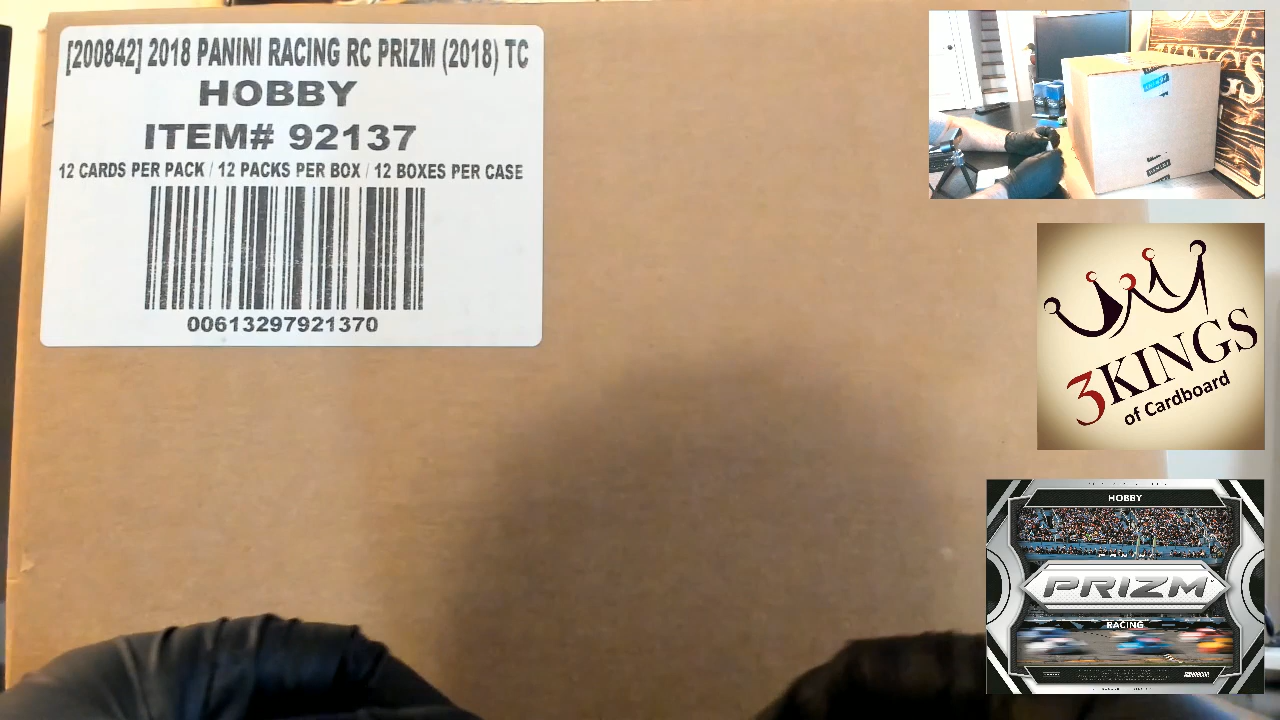 [200842] 2018 PANINI RACING RC PRIZM (2018) TC
HOBBY
ITEM# 92137
12 CARDS PER PACK / 12 PACKS PER BOX / 12 BOXES PER CASE
00613297921370
3KINGS
of Cardboard
HOBBY
PRIZM
RACING